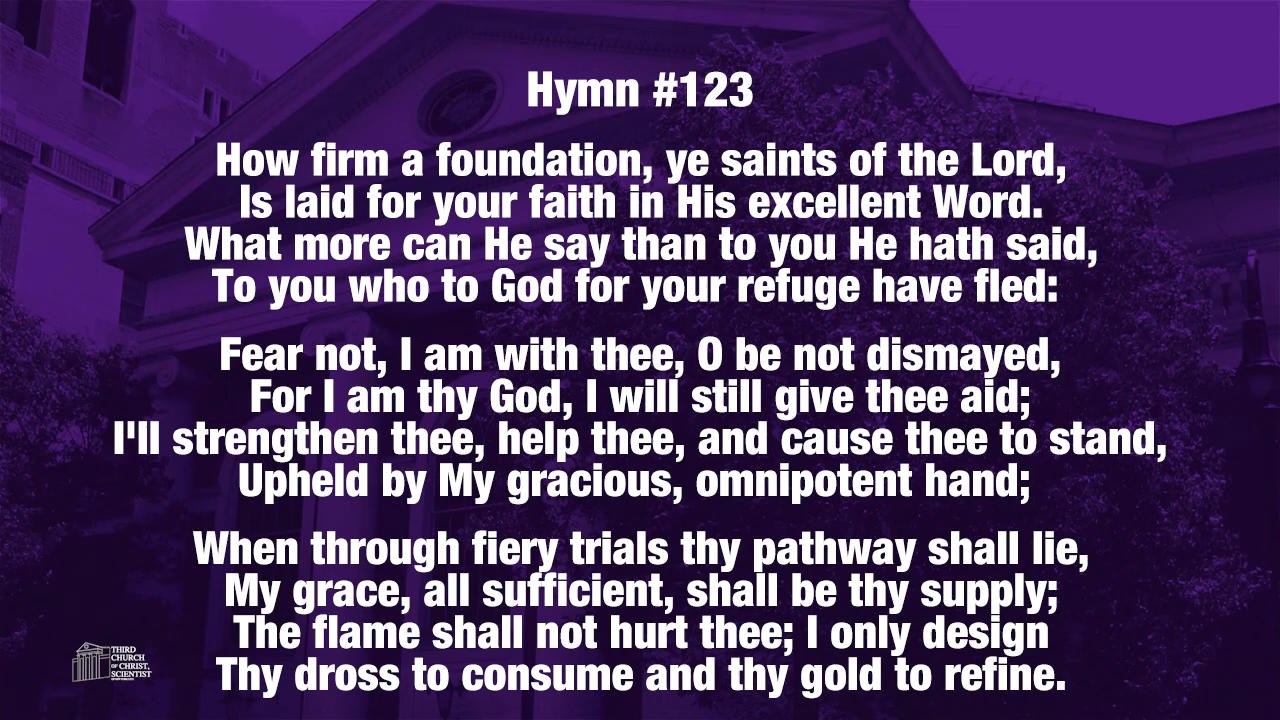 Hymn #123
How firm a foundation, ye saints of the Lord,
Is laid for your faith in His excellent Word.
What more can He say than to you He hath said,
To you who to God for your refuge have fled:
Fear not, I am with thee, O be not dismayed,
For I am thy God, I will still give thee aid;
I'll strengthen thee, help thee, and cause thee to stand,
Upheld by My gracious, omnipotent hand;
When through fiery trials thy pathway shall lie,
My grace, all sufficient, shall be thy supply;
The flame shall not hurt thee; I only design
Thy dross to consume and thy gold to refine.
THIRD
CHURCH
OF CHRIST,
SCIENTIST